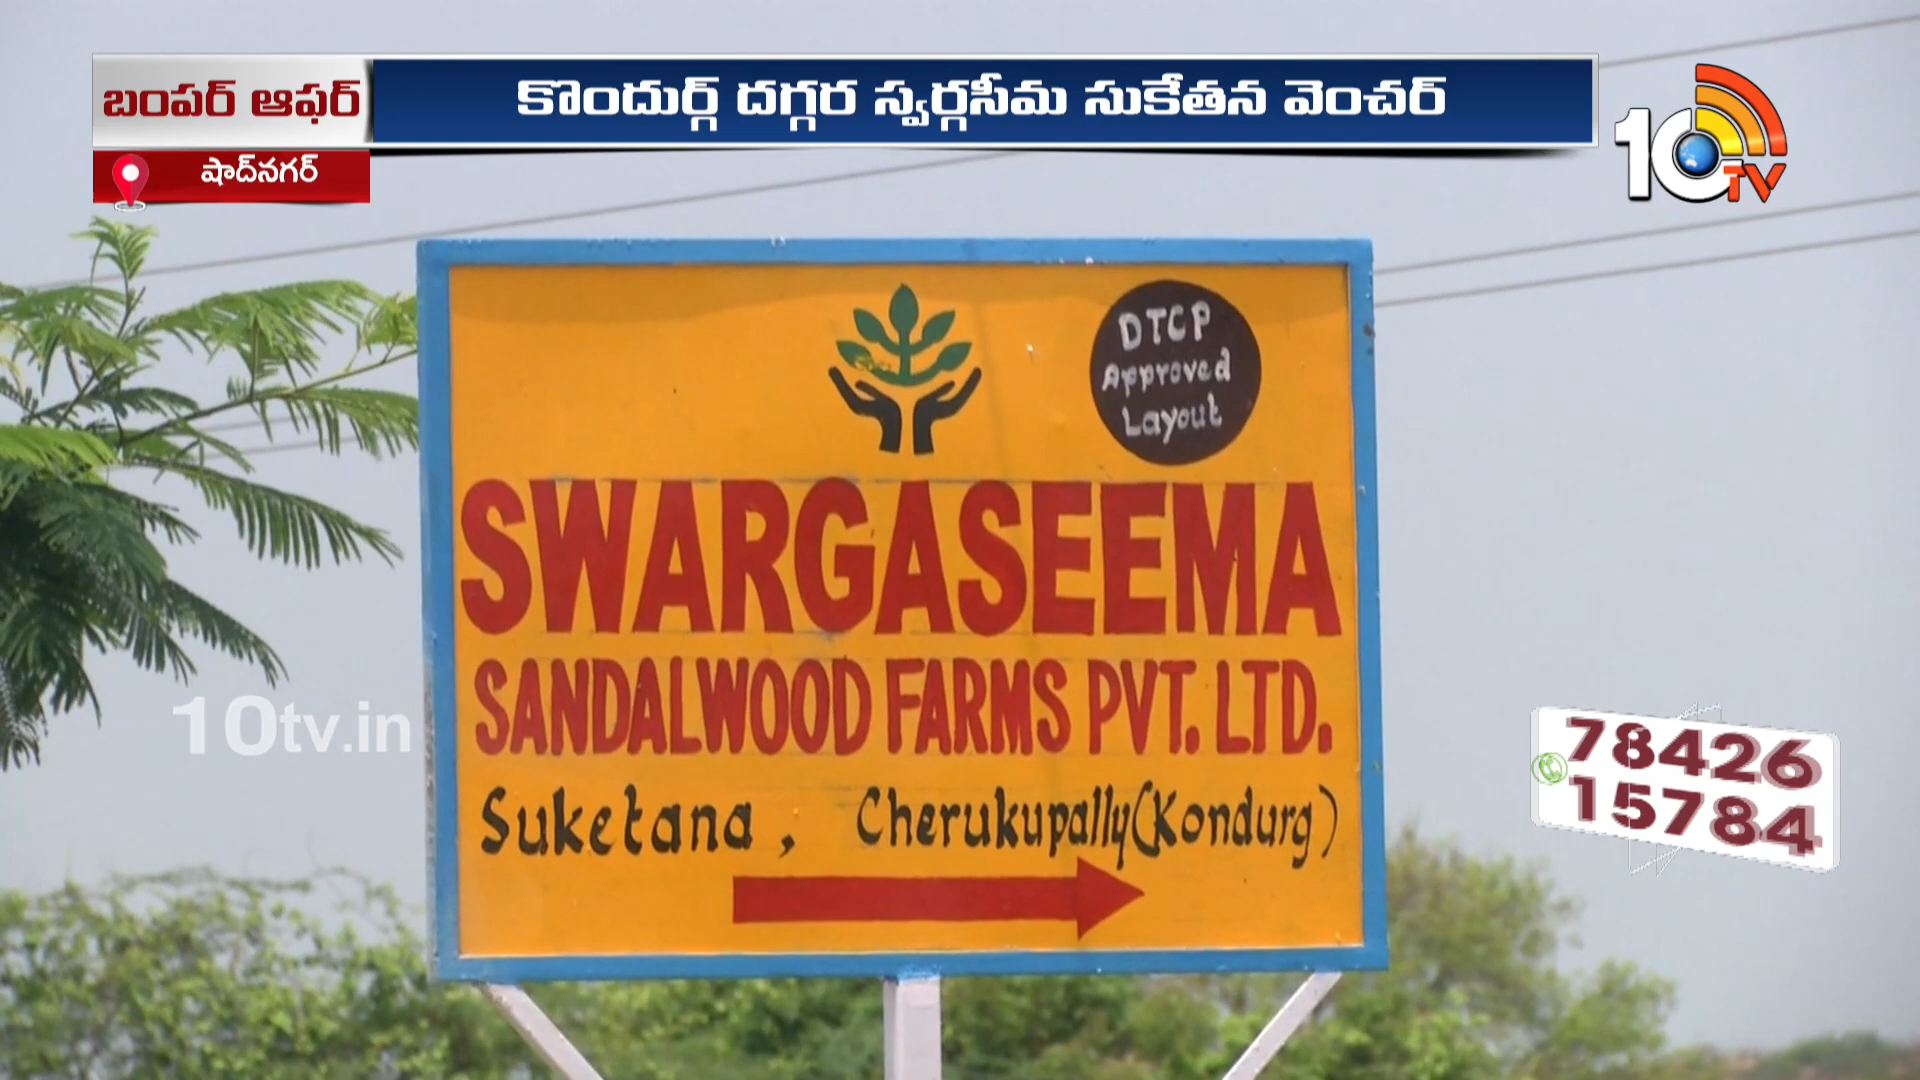 బంపర్ ఆఫర్
కొందుర్గ్ దగ్గర స్వర్గసీమ సుకేతన వెంచర్
షాద్‌నగర్
10TV
DTCP
Approved
Layout
SWARGASEEMA
SANDALWOOD FARMS PVT. LTD.
Suketana, Cherukupally(Kondurg)
10tv.in
78426
15784